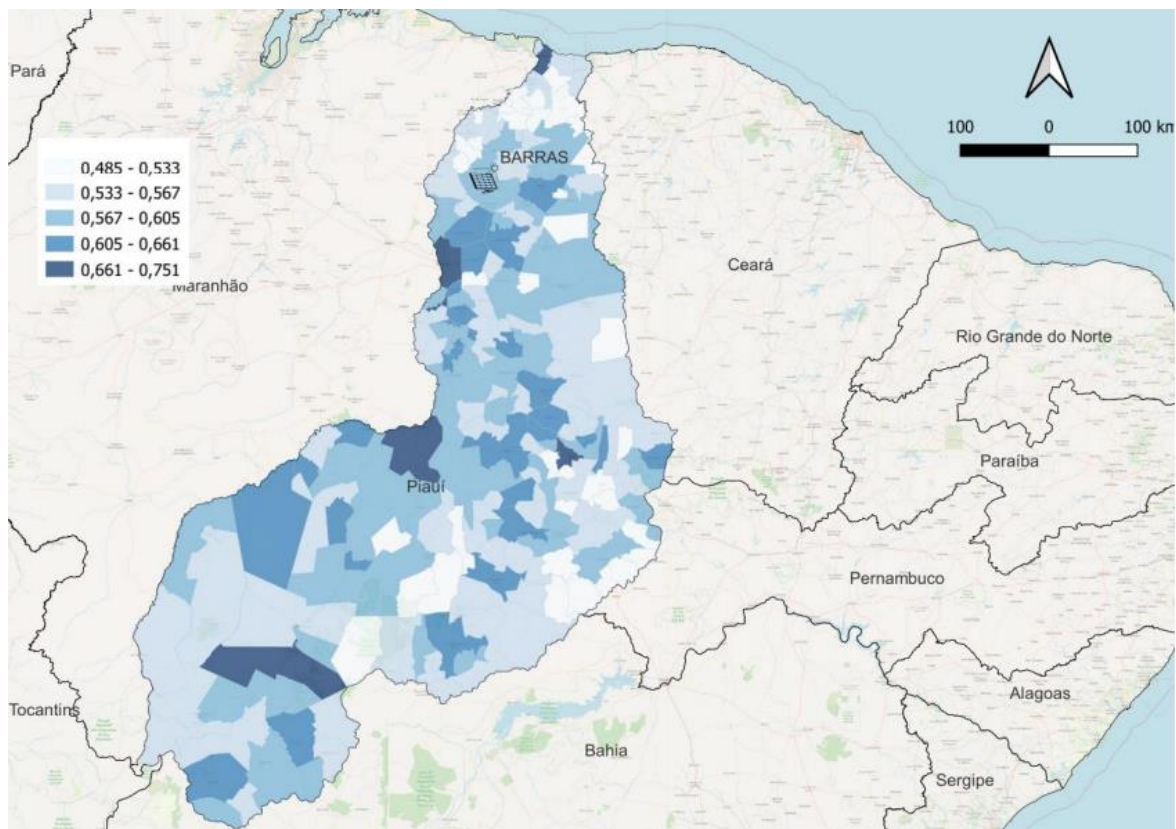 Pará
100 0 100 km
BARRAS
0,485 - 0,533
0,533 - 0,567
0,567 - 0,605
0,605 - 0,661
0,661 - 0,751
Maranhão
Ceará
Rio Grande do Norte
Paraíba
Piauí
Pernambuco
Alagoas
Tocantins
Bahia
Sergipe